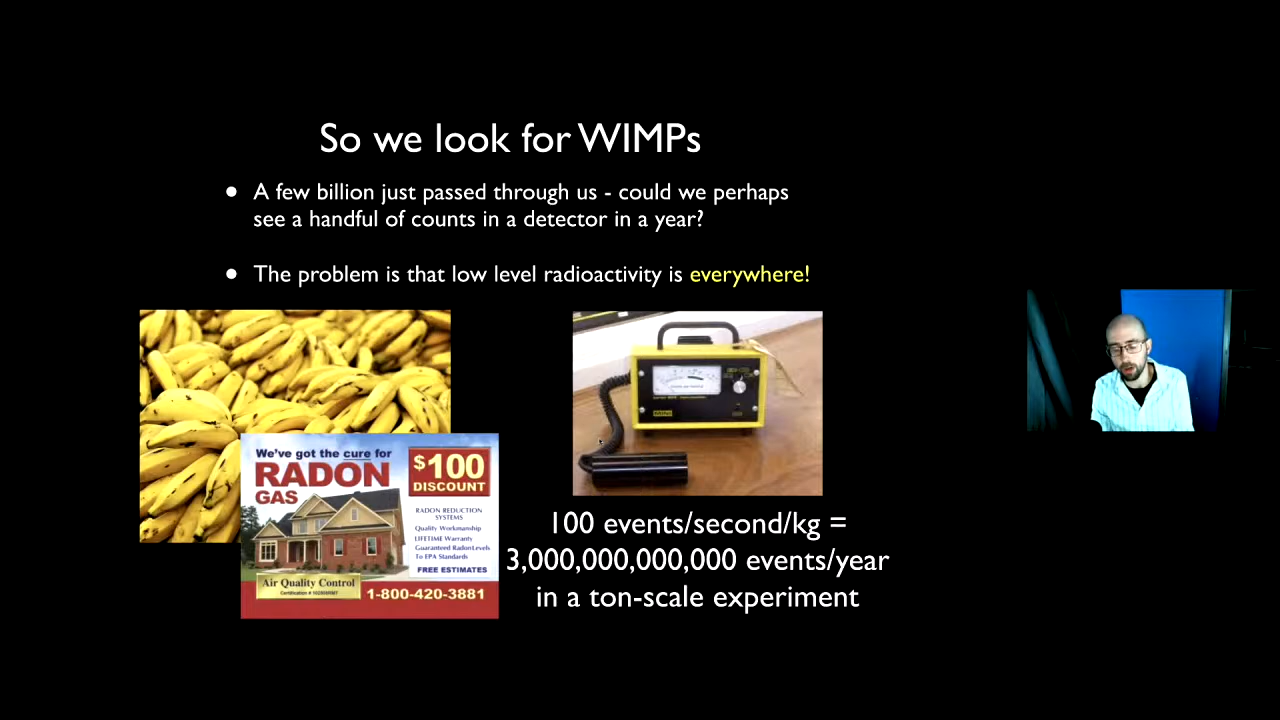 So we look for WIMPs
A few billion just passed through us - could we perhaps
see a handful of counts in a detector in a year?
The problem is that low level radioactivity is everywhere!
We've got the cure for
RADON
GAS
$100
DISCOUNT
RADON REDUCTION
SYSTEMS
Quality Workmanship
LIFETIME Warranty
Guaranteed RadonLevels
To EPA Standards
FREE ESTIMATES
Air Quality Control
1-800-420-3881
100 events/second/kg =
3,000,000,000,000 events/year
in a ton-scale experiment